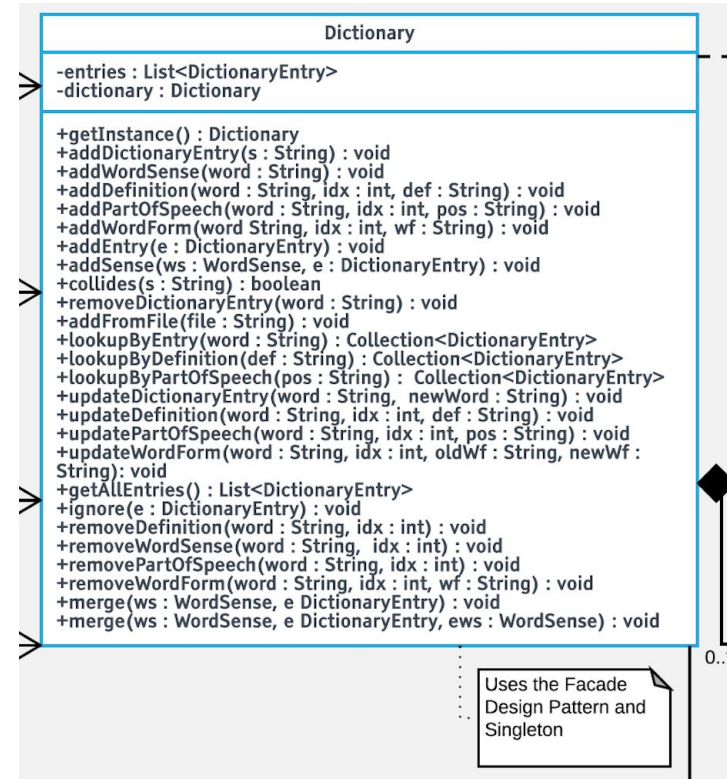 Dictionary
-entries : List<DictionaryEntry>
-dictionary : Dictionary
+getInstance() : Dictionary
+addDictionaryEntry(s : String) : void
+addWordSense(word : String) : void
+addDefinition(word : String, idx : int, def : String) : void
+addPartOfSpeech(word : String, idx : int, pos : String) : void
+addWordForm(word String, idx : int, wf : String) : void
+addEntry(e : DictionaryEntry) : void
+addSense(ws : WordSense, e : DictionaryEntry) : void
+collides(s : String) : boolean
+removeDictionaryEntry(word : String) : void
+addFromFile(file : String) : void
+lookupByEntry(word : String) : Collection<DictionaryEntry>
+lookupByDefinition(def : String) : Collection<DictionaryEntry>
+lookupByPartOfSpeech(pos : String) : Collection<DictionaryEntry>
+updateDictionaryEntry(word : String, newWord : String) : void
+updateDefinition(word : String, idx : int, def : String) : void
+updatePartOfSpeech(word : String, idx : int, pos : String) : void
+updateWordForm(word : String, idx : int, oldWf : String, newWf :
String): void
+getAllEntries() : List<DictionaryEntry>
+ignore(e : DictionaryEntry) : void
+removeDefinition(word : String, idx : int) : void
+removeWordSense(word : String, idx : int) : void
+removePartOfSpeech(word : String, idx : int) : void
+removeWordForm(word : String, idx : int, wf : String) : void
+merge(ws : WordSense, e DictionaryEntry) : void
+merge(ws : WordSense, e DictionaryEntry, ews : WordSense) : void
Uses the Facade
Design Pattern and
Singleton